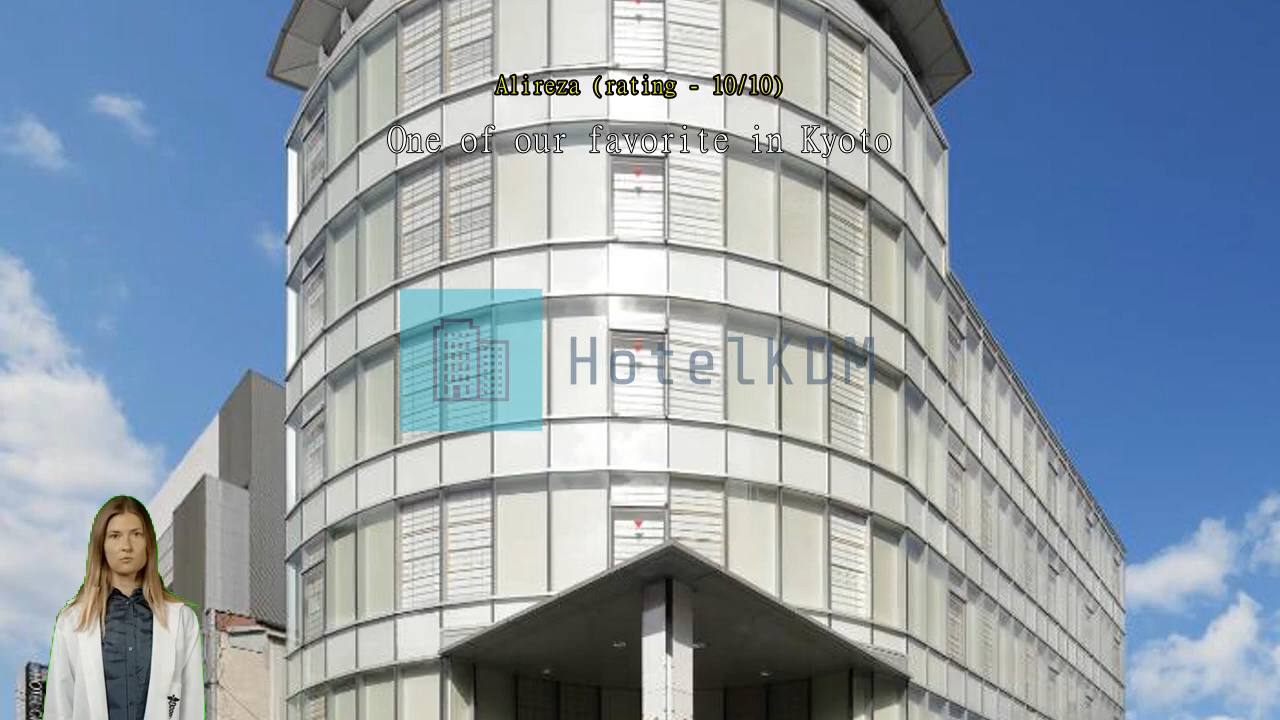 Alireza (rating - 10/10)
One of our favorite in Kyoto
HotelKDM